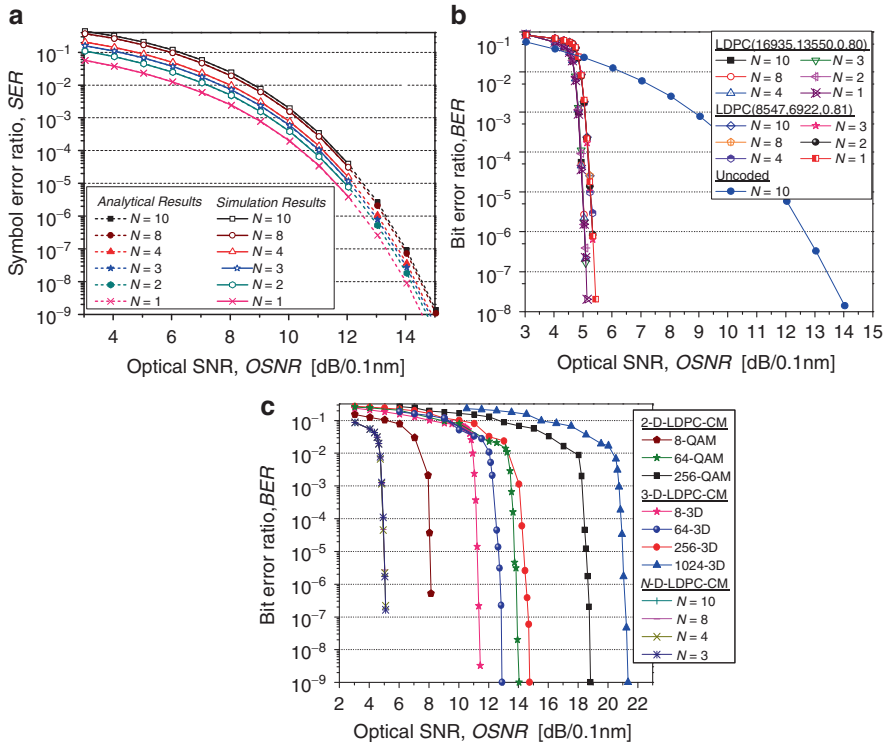 a
10⁻¹
10⁻²
10⁻³
10⁻⁴
10⁻⁵
10⁻⁶
10⁻⁷
10⁻⁸
10⁻⁹
Symbol error ratio, SER
Analytical Results
N = 10
N = 8
N = 4
N = 3
N = 2
N = 1
Simulation Results
N = 10
N = 8
N = 4
N = 3
N = 2
N = 1
4 6 8 10 12 14
Optical SNR, OSNR [dB/0.1nm]
b
10⁻¹
10⁻²
10⁻³
10⁻⁴
10⁻⁵
10⁻⁶
10⁻⁷
10⁻⁸
Bit error ratio, BER
LDPC(16935,13550,0.80)
N = 10 N = 3
N = 8 N = 2
N = 4 N = 1
LDPC(8547,6922,0.81)
N = 10 N = 3
N = 8 N = 2
N = 4 N = 1
Uncoded
N = 10
3 4 5 6 7 8 9 10 11 12 13 14 15
Optical SNR, OSNR [dB/0.1nm]
c
10⁻¹
10⁻²
10⁻³
10⁻⁴
10⁻⁵
10⁻⁶
10⁻⁷
10⁻⁸
10⁻⁹
Bit error ratio, BER
2-D-LDPC-CM
8-QAM
64-QAM
256-QAM
3-D-LDPC-CM
8-3D
64-3D
256-3D
1024-3D
N-D-LDPC-CM
N = 10
N = 8
N = 4
N = 3
2 4 6 8 10 12 14 16 18 20 22
Optical SNR, OSNR [dB/0.1nm]